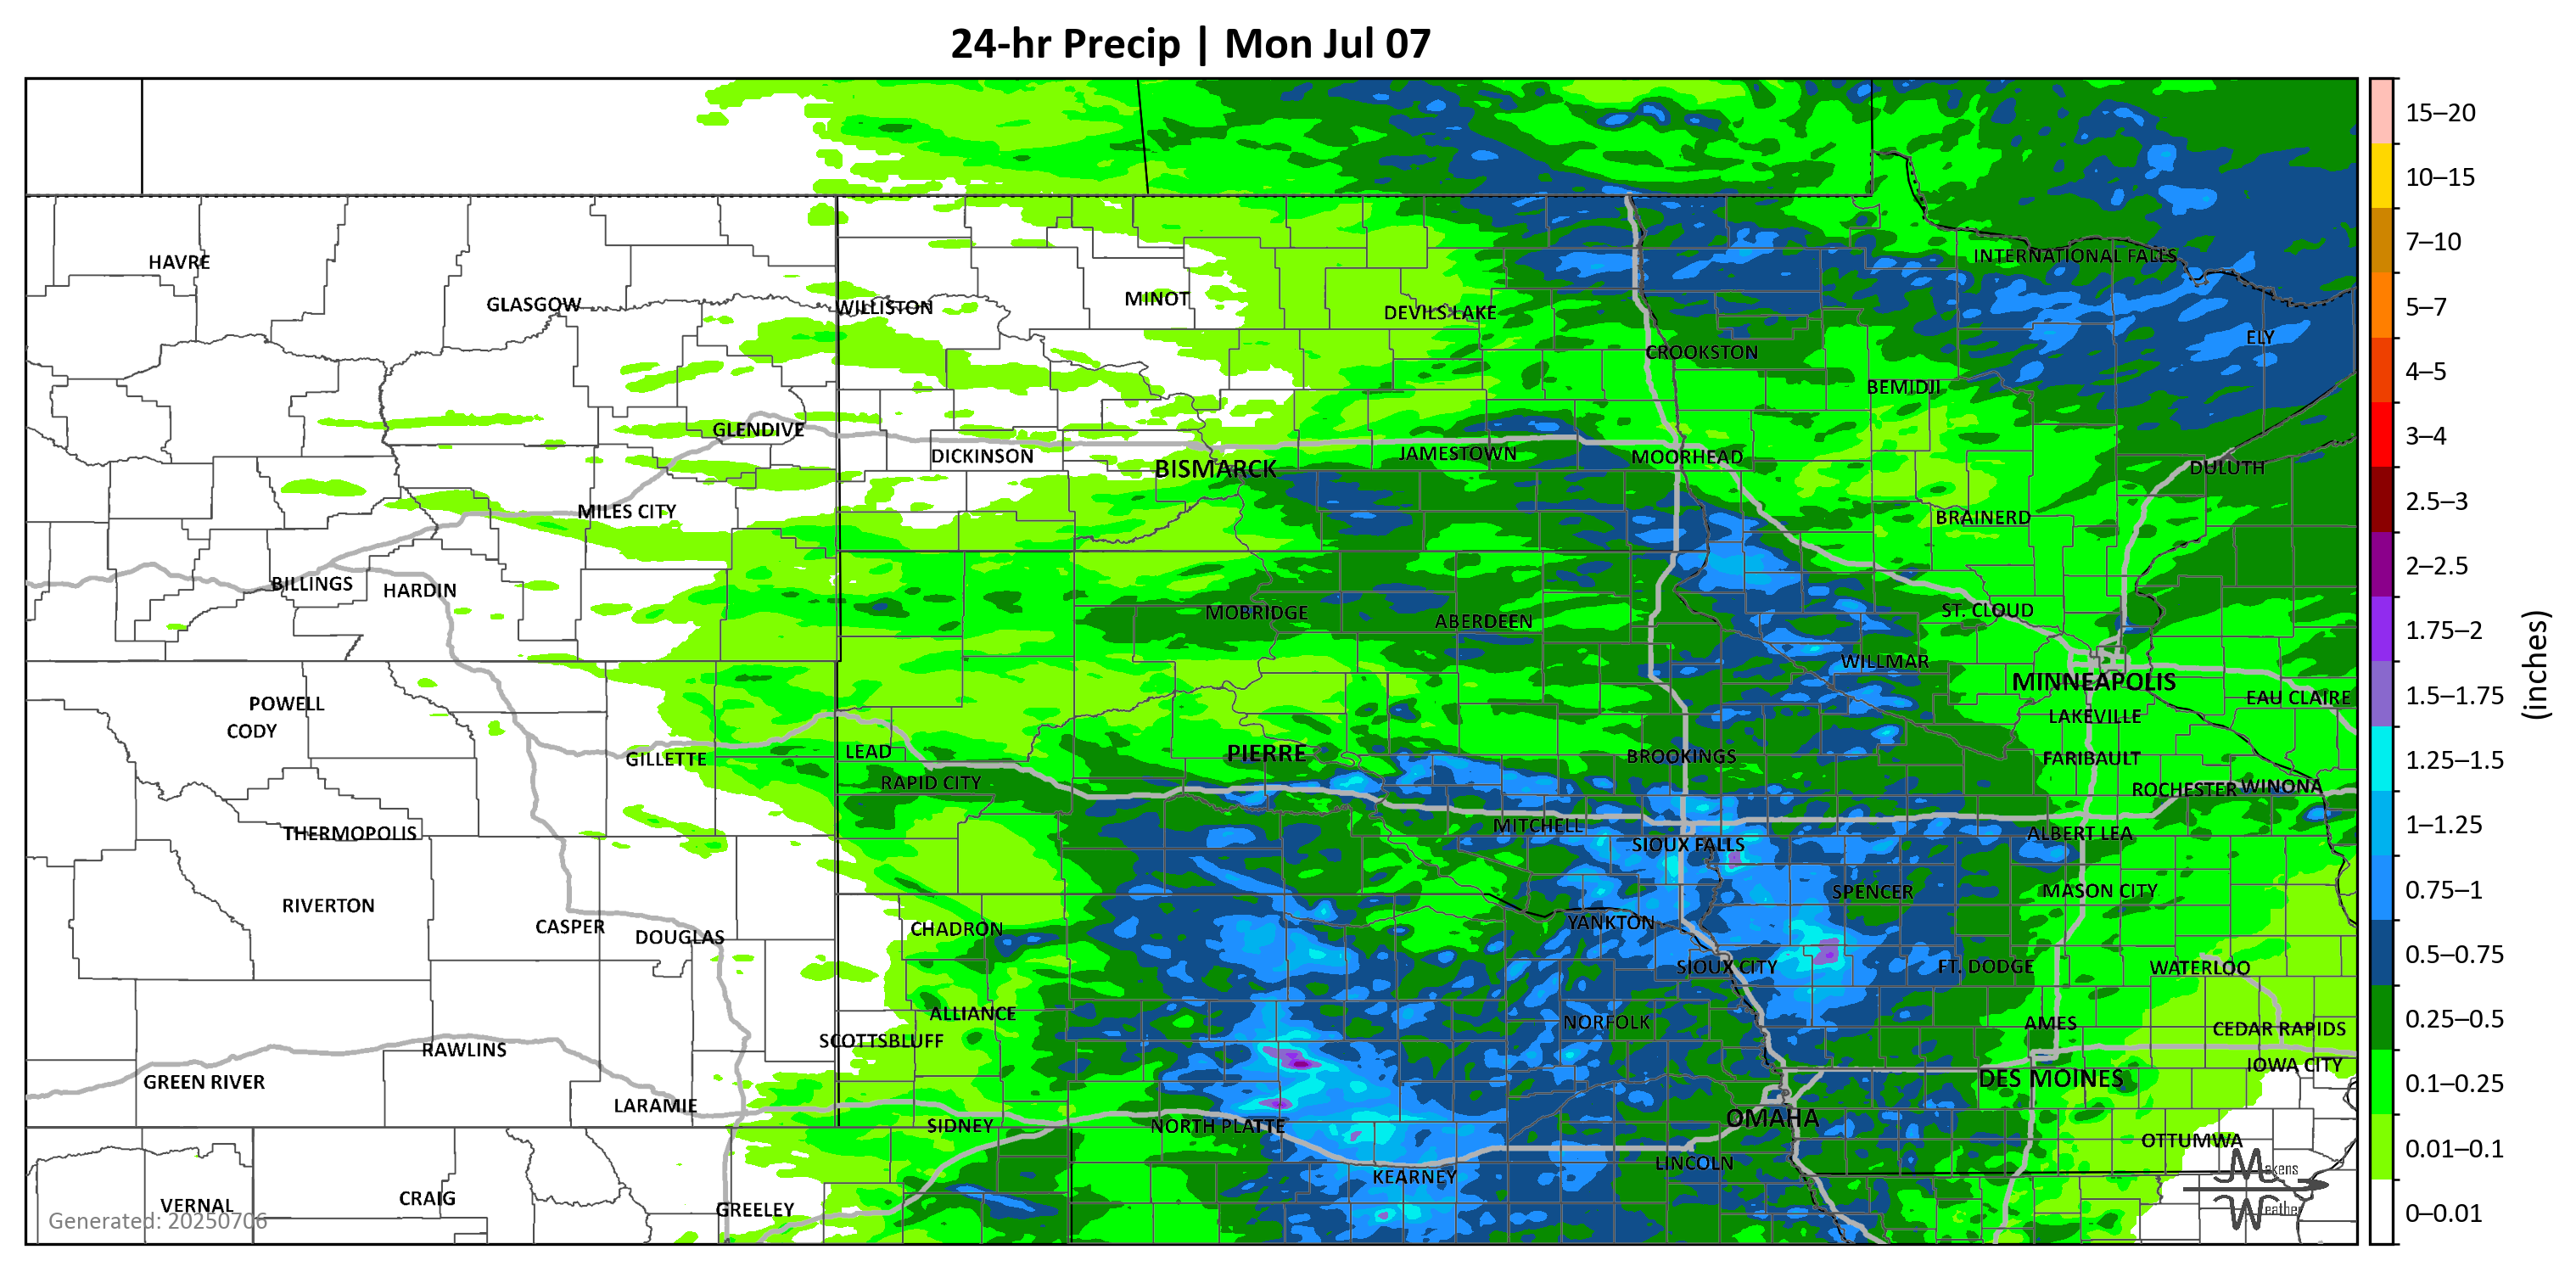 24-hr Precip | Mon Jul 07
15–20
10–15
7–10
5–7
4–5
3–4
2.5–3
2–2.5
1.75–2
1.5–1.75
1.25–1.5
1–1.25
0.75–1
0.5–0.75
0.25–0.5
0.1–0.25
0.01–0.1
0–0.01
(inches)
HAVRE
INTERNATIONAL FALLS
GLASGOW
WILLISTON
MINOT
DEVILS LAKE
ELY
CROOKSTON
BEMIDJI
GLENDIVE
DICKINSON
BISMARCK
JAMESTOWN
MOORHEAD
DULUTH
MILES CITY
BRAINERD
BILLINGS
HARDIN
MOBRIDGE
ABERDEEN
ST. CLOUD
WILLMAR
MINNEAPOLIS
EAU CLAIRE
POWELL
CODY
LAKEVILLE
GILLETTE
LEAD
PIERRE
BROOKINGS
FARIBAULT
RAPID CITY
ROCHESTER
WINONA
THERMOPOLIS
MITCHELL
SIOUX FALLS
ALBERT LEA
RIVERTON
SPENCER
MASON CITY
CASPER
DOUGLAS
CHADRON
YANKTON
SIOUX CITY
FT. DODGE
WATERLOO
ALLIANCE
NORFOLK
AMES
CEDAR RAPIDS
SCOTTSBLUFF
RAWLINS
IOWA CITY
GREEN RIVER
DES MOINES
LARAMIE
SIDNEY
NORTH PLATTE
OMAHA
OTTUMWA
LINCOLN
KEARNEY
VERNAL
CRAIG
GREELEY
Generated: 20250706
Makens
Weather